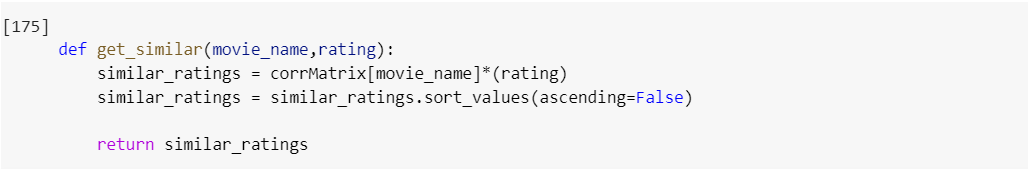 [175]
def get_similar(movie_name,rating):
    similar_ratings = corrMatrix[movie_name]*(rating)
    similar_ratings = similar_ratings.sort_values(ascending=False)
    return similar_ratings